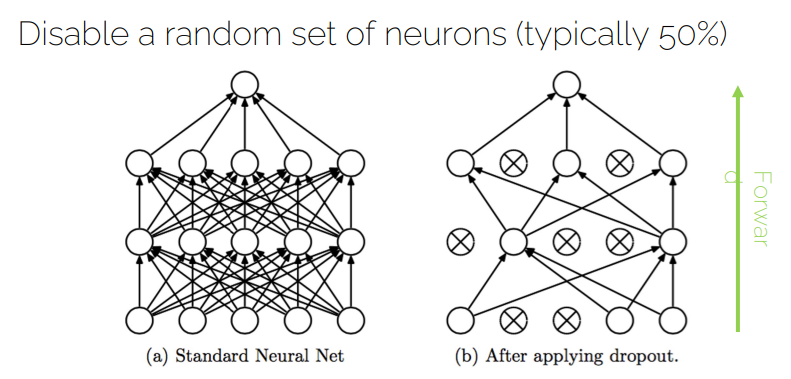 Disable a random set of neurons (typically 50%)
Forwar
d
(a) Standard Neural Net
(b) After applying dropout.